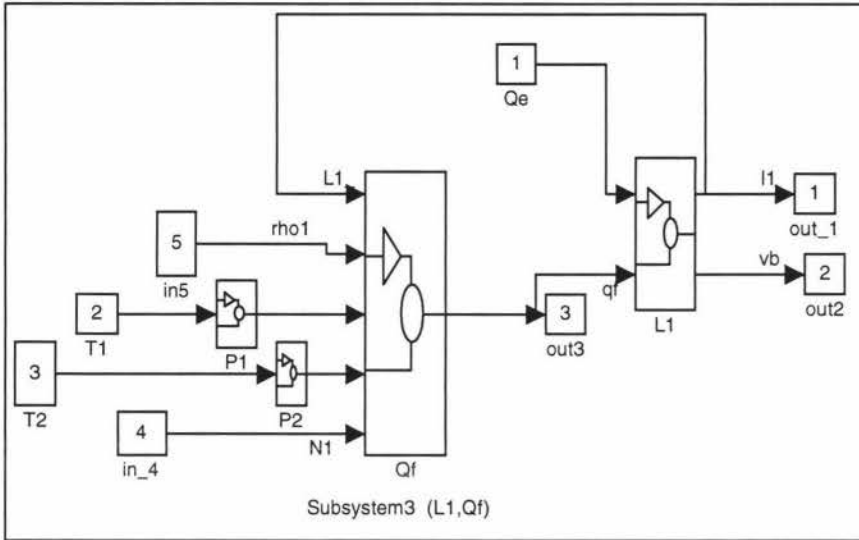 1
Qe
L1
l1
1
out_1
5
rho1
in5
vb
2
out2
qf
3
out3
L1
2
T1
P1
3
T2
P2
4
in_4
N1
Qf
Subsystem3 (L1,Qf)